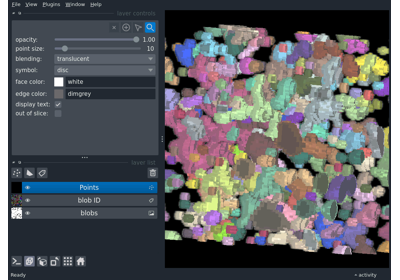 File View Plugins Window Help
layer controls
opacity: 1.00
point size: 10
blending: translucent
symbol: disc
face color: white
edge color: dimgrey
display text:
out of slice:
layer list
Points
blob ID
blobs
Ready
activity